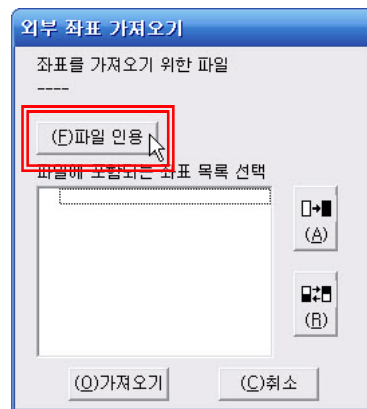 외부 좌표 가져오기
좌표를 가져오기 위한 파일
----
(F)파일 인용
파일에 포함되는 좌표 목록 선택
(A)
(R)
(O)가져오기 (C)취소